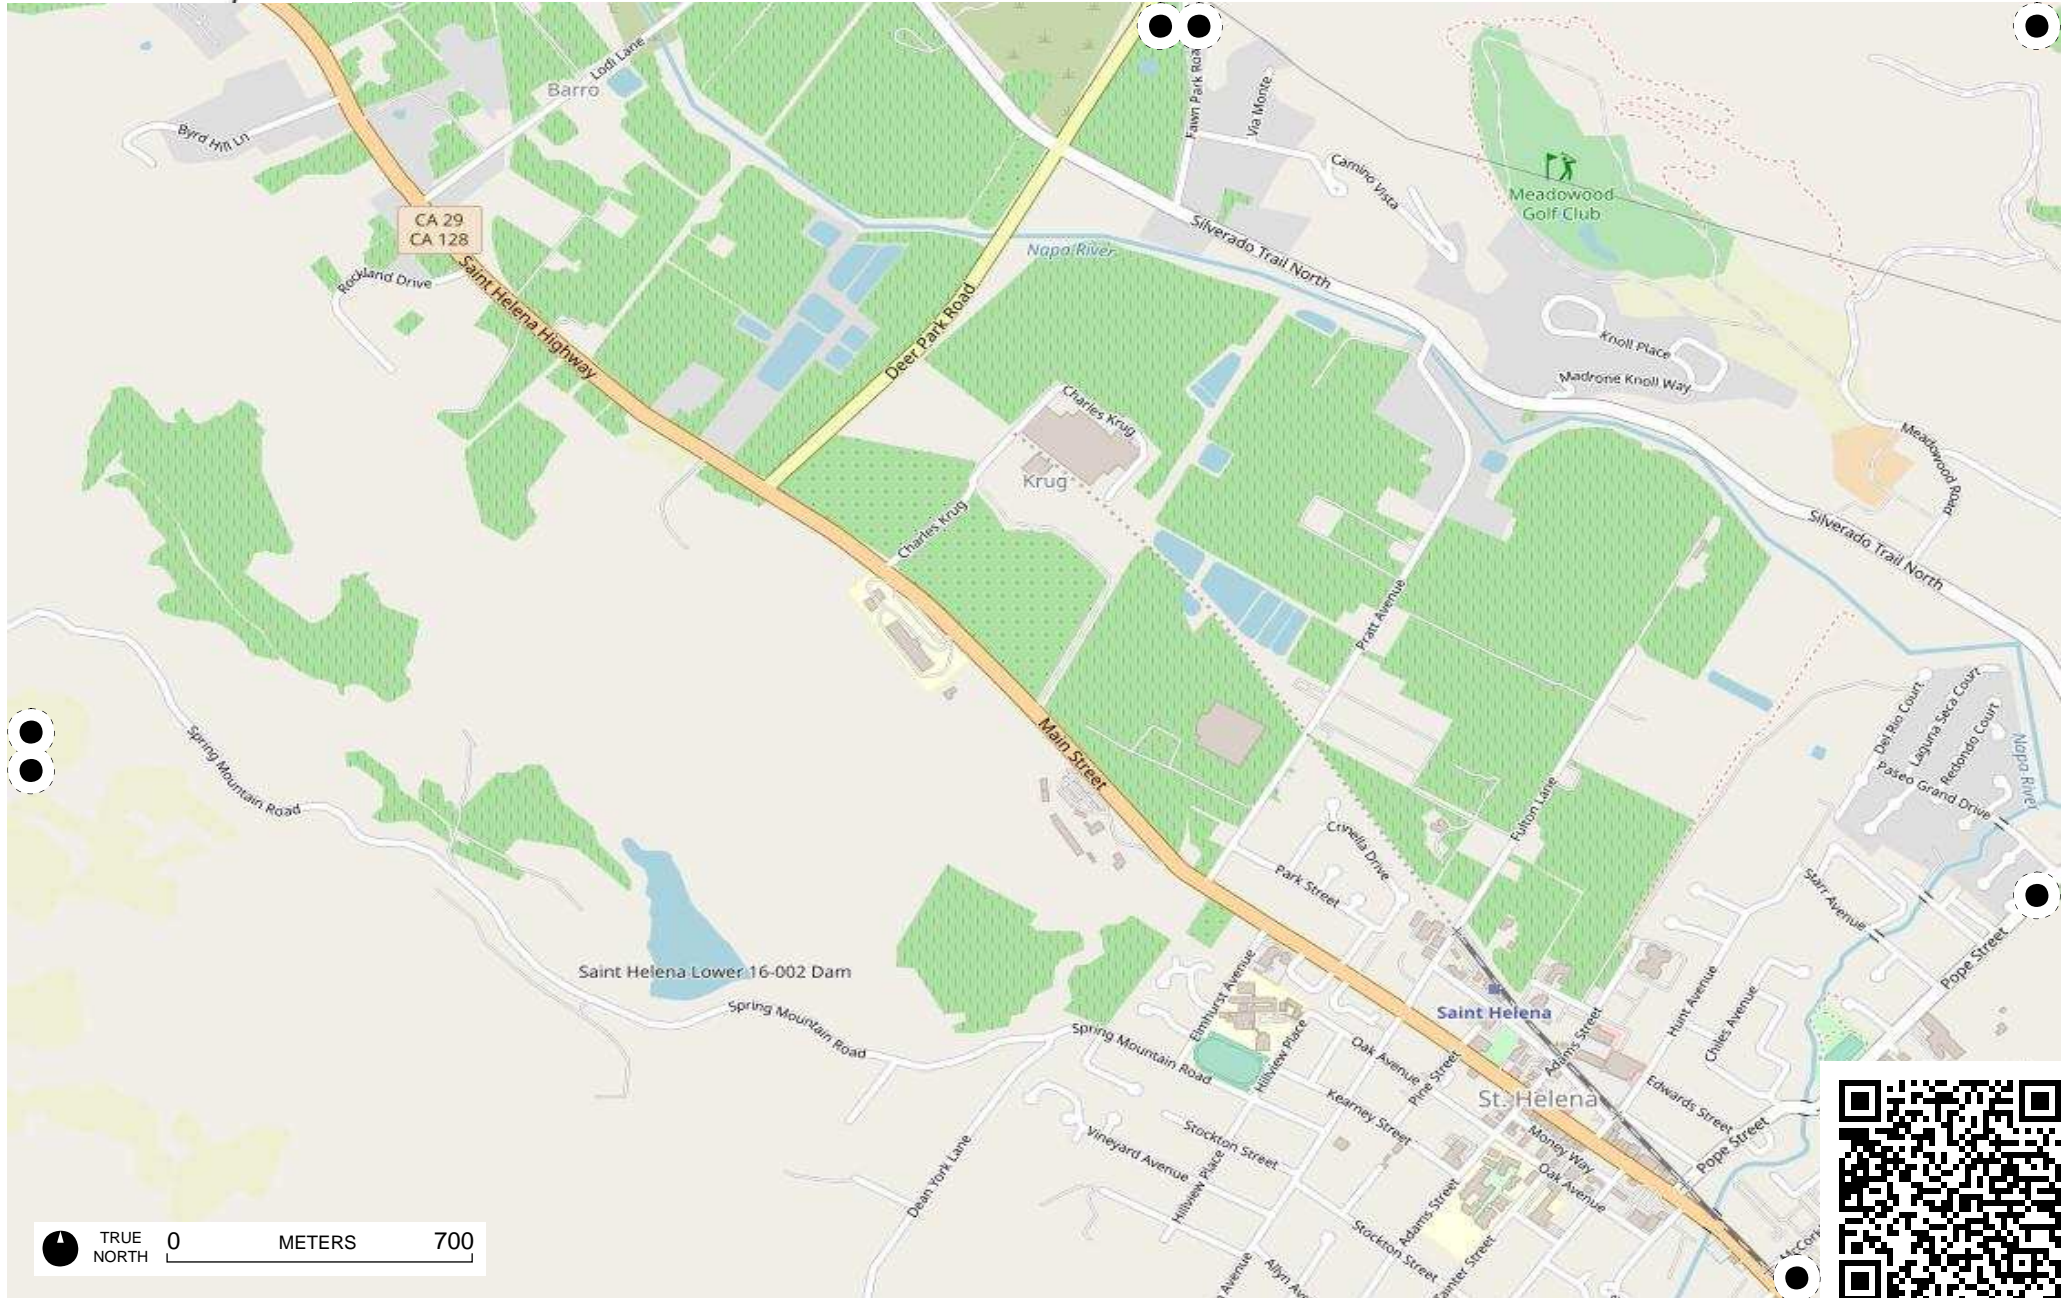 Lodi Lane
Barro
Byrd Hill Ln
Fawn Park Roa
Via Monte
Camino Vista
Meadowood
Golf Club
CA 29
CA 128
Silverado Trail North
Napa River
Rockland Drive
Saint Helena Highway
Deer Park Road
Knoll Place
Madrone Knoll Way
Charles Krug
Krug
Meadowood Road
Charles Krug
Silverado Trail North
Pratt Avenue
Del Rio Court
Laguna Seca Court
Redondo Court
Napa River
Paseo Grand Drive
Main Street
Spring Mountain Road
Fulton Lane
Crinella Drive
Park Street
Starr Avenue
Pope Street
Saint Helena Lower 16-002 Dam
Elmhurst Avenue
Saint Helena
Hunt Avenue
Chiles Avenue
Spring Mountain Road
Spring Mountain Road
Hillview Place
Oak Avenue
Pine Street
Adams Street
Edwards Street
St. Helena
Kearney Street
Pope Street
Stockton Street
Money Way
Vineyard Avenue
Oak Avenue
Dean York Lane
Hillview Place
Adams Street
Stockton Street
McCork
Avenue
Allyn Av
ainter Street
TRUE
NORTH
0 METERS 700